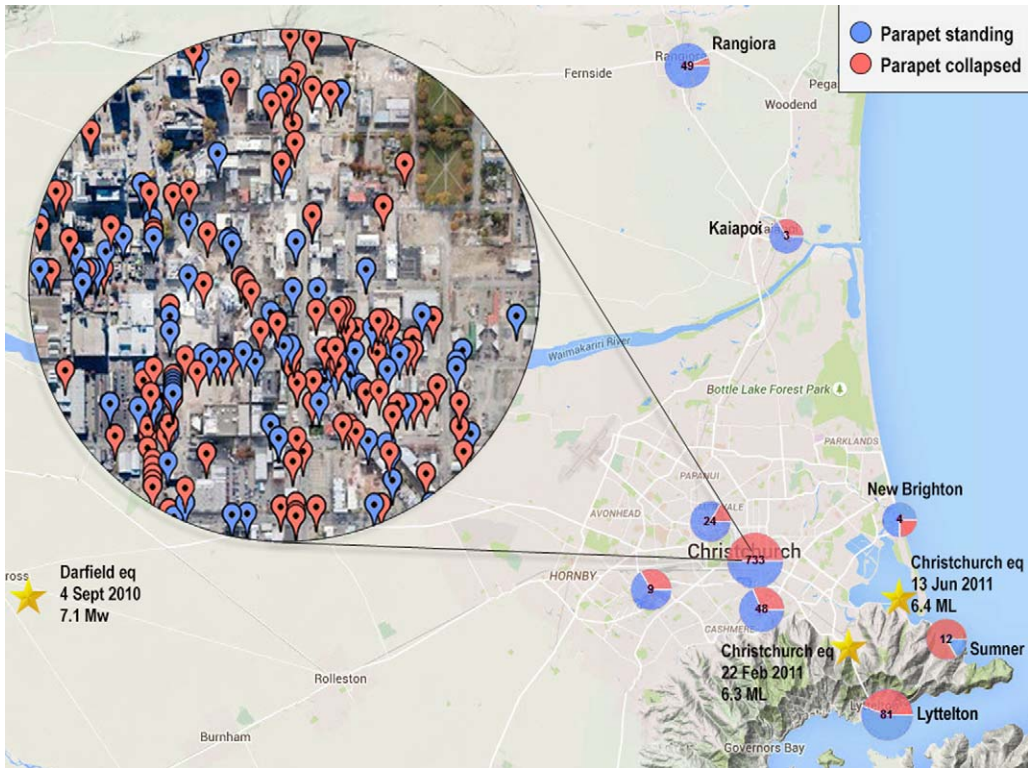 Parapet standing
Parapet collapsed
Rangiora
49
Fernside
Pega
Woodend
Kaiapoi
3
Waimakariri River
Bottle Lake Forest Park
PARKLANDS
PAPANUI
New Brighton
4
AVONHEAD
24
Christchurch
733
HORNBY
9
48
CASHMERE
Christchurch eq
13 Jun 2011
6.4 ML
ross
Darfield eq
4 Sept 2010
7.1 Mw
12
Sumner
Christchurch eq
22 Feb 2011
6.3 ML
Rolleston
81
Lyttelton
Burnham
Governors Bay